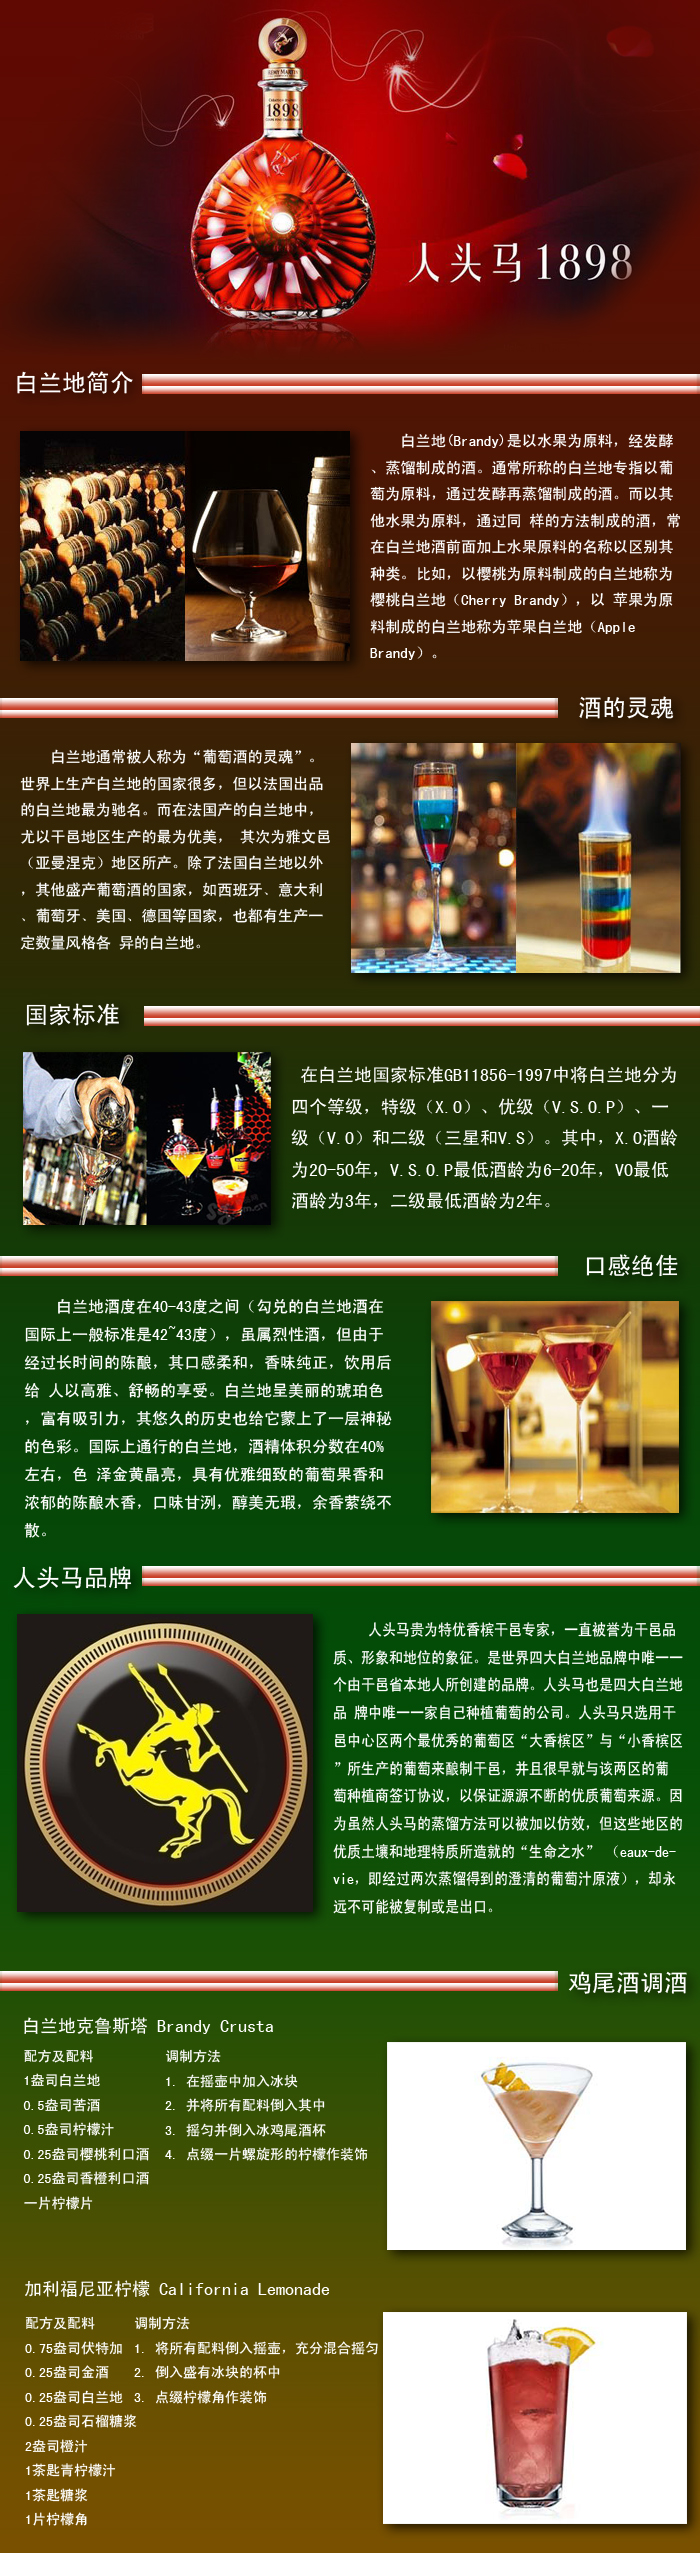 RÉMY MARTIN
1898
人头马1898
白兰地简介
白兰地(Brandy)是以水果为原料，经发酵
、蒸馏制成的酒。通常所称的白兰地专指以葡
萄为原料，通过发酵再蒸馏制成的酒。而以其
他水果为原料，通过同 样的方法制成的酒，常
在白兰地酒前面加上水果原料的名称以区别其
种类。比如，以樱桃为原料制成的白兰地称为
樱桃白兰地（Cherry Brandy），以 苹果为原
料制成的白兰地称为苹果白兰地（Apple
Brandy）。
酒的灵魂
白兰地通常被人称为“葡萄酒的灵魂”。
世界上生产白兰地的国家很多，但以法国出品
的白兰地最为驰名。而在法国产的白兰地中，
尤以干邑地区生产的最为优美， 其次为雅文邑
（亚曼涅克）地区所产。除了法国白兰地以外
，其他盛产葡萄酒的国家，如西班牙、意大利
、葡萄牙、美国、德国等国家，也都有生产一
定数量风格各 异的白兰地。
国家标准
在白兰地国家标准GB11856-1997中将白兰地分为
四个等级，特级（X.O）、优级（V.S.O.P）、一
级（V.O）和二级（三星和V.S）。其中，X.O酒龄
为20-50年，V.S.O.P最低酒龄为6-20年，VO最低
酒龄为3年，二级最低酒龄为2年。
口感绝佳
白兰地酒度在40-43度之间（勾兑的白兰地酒在
国际上一般标准是42~43度），虽属烈性酒，但由于
经过长时间的陈酿，其口感柔和，香味纯正，饮用后
给 人以高雅、舒畅的享受。白兰地呈美丽的琥珀色
，富有吸引力，其悠久的历史也给它蒙上了一层神秘
的色彩。国际上通行的白兰地，酒精体积分数在40%
左右，色 泽金黄晶亮，具有优雅细致的葡萄果香和
浓郁的陈酿木香，口味甘洌，醇美无瑕，余香萦绕不
散。
人头马品牌
人头马贵为特优香槟干邑专家，一直被誉为干邑品
质、形象和地位的象征。是世界四大白兰地品牌中唯一一
个由干邑省本地人所创建的品牌。人头马也是四大白兰地
品 牌中唯一一家自己种植葡萄的公司。人头马只选用干
邑中心区两个最优秀的葡萄区“大香槟区”与“小香槟区
”所生产的葡萄来酿制干邑，并且很早就与该两区的葡
萄种植商签订协议，以保证源源不断的优质葡萄来源。因
为虽然人头马的蒸馏方法可以被加以仿效，但这些地区的
优质土壤和地理特质所造就的“生命之水” （eaux-de-
vie，即经过两次蒸馏得到的澄清的葡萄汁原液），却永
远不可能被复制或是出口。
鸡尾酒调酒
白兰地克鲁斯塔 Brandy Crusta
配方及配料
1盎司白兰地
0.5盎司苦酒
0.5盎司柠檬汁
0.25盎司樱桃利口酒
0.25盎司香橙利口酒
一片柠檬片
调制方法
1. 在摇壶中加入冰块
2. 并将所有配料倒入其中
3. 摇匀并倒入冰鸡尾酒杯
4. 点缀一片螺旋形的柠檬作装饰
加利福尼亚柠檬 California Lemonade
配方及配料
0.75盎司伏特加
0.25盎司金酒
0.25盎司白兰地
0.25盎司石榴糖浆
2盎司橙汁
1茶匙青柠檬汁
1茶匙糖浆
1片柠檬角
调制方法
1. 将所有配料倒入摇壶，充分混合摇匀
2. 倒入盛有冰块的杯中
3. 点缀柠檬角作装饰